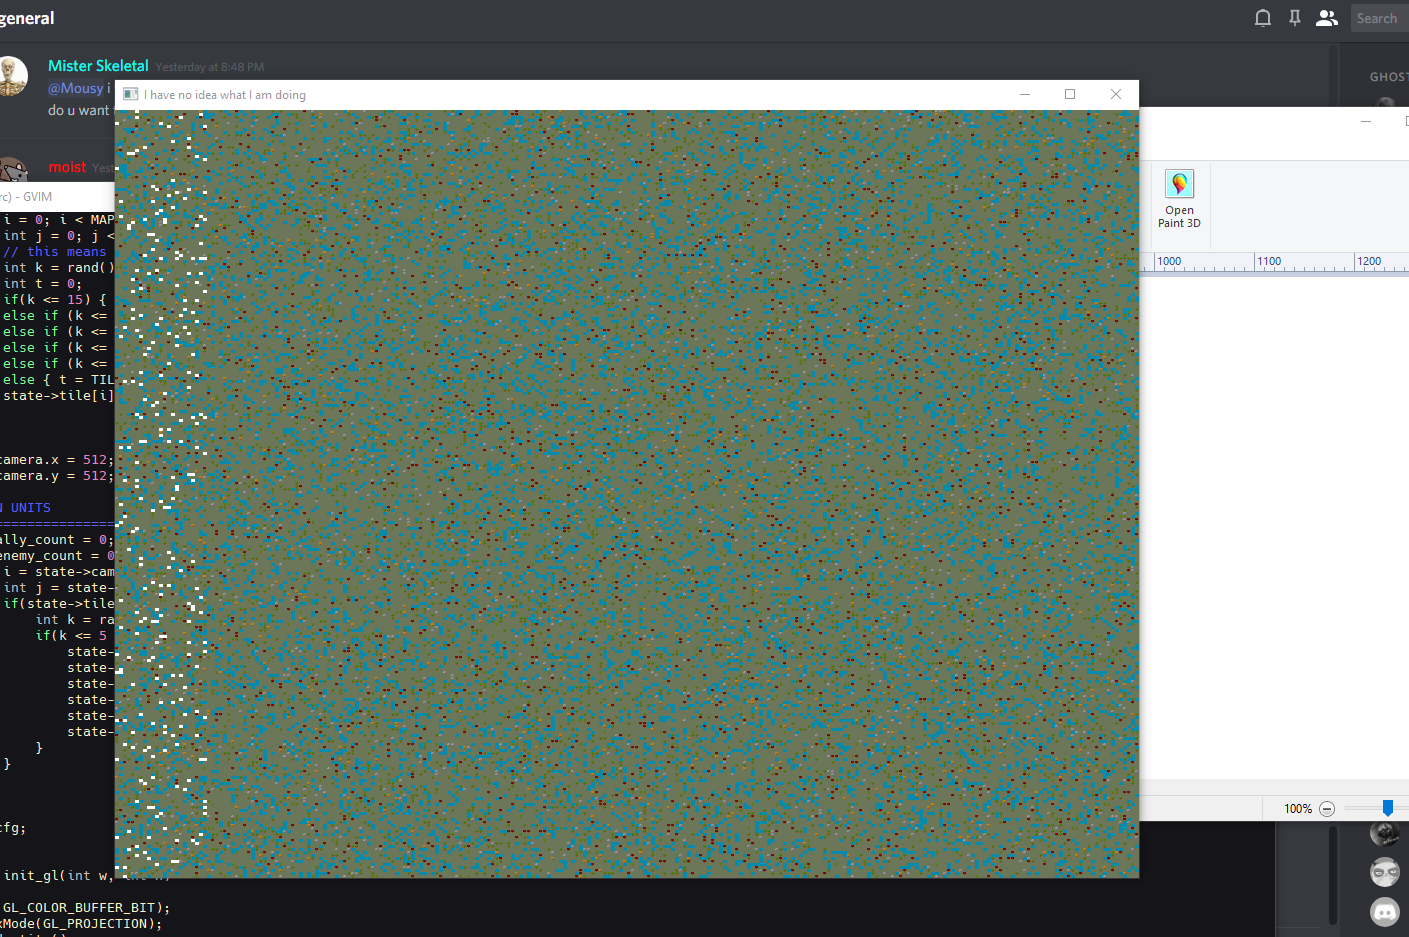 general
Search
Mister Skeletal Yesterday at 8:48 PM
@Mousy i
do u want
GHOST
I have no idea what I am doing
moist Yest
rc) - GVIM
Open
Paint 3D
i = 0; i < MAP
int j = 0; j <
// this means
int k = rand()
int t = 0;
if(k <= 15) {
else if (k <=
else if (k <=
else if (k <=
else if (k <=
else { t = TIL
state->tile[i]
1000
1100
1200
camera.x = 512;
camera.y = 512;
N UNITS
===============
ally_count = 0;
enemy_count = 0
i = state->cam
int j = state-
if(state->tile
int k = ra
if(k <= 5
state-
state-
state-
state-
state-
state-
}
}
100%
cfg;
init_gl(int w, int h)
GL_COLOR_BUFFER_BIT);
xMode(GL_PROJECTION);